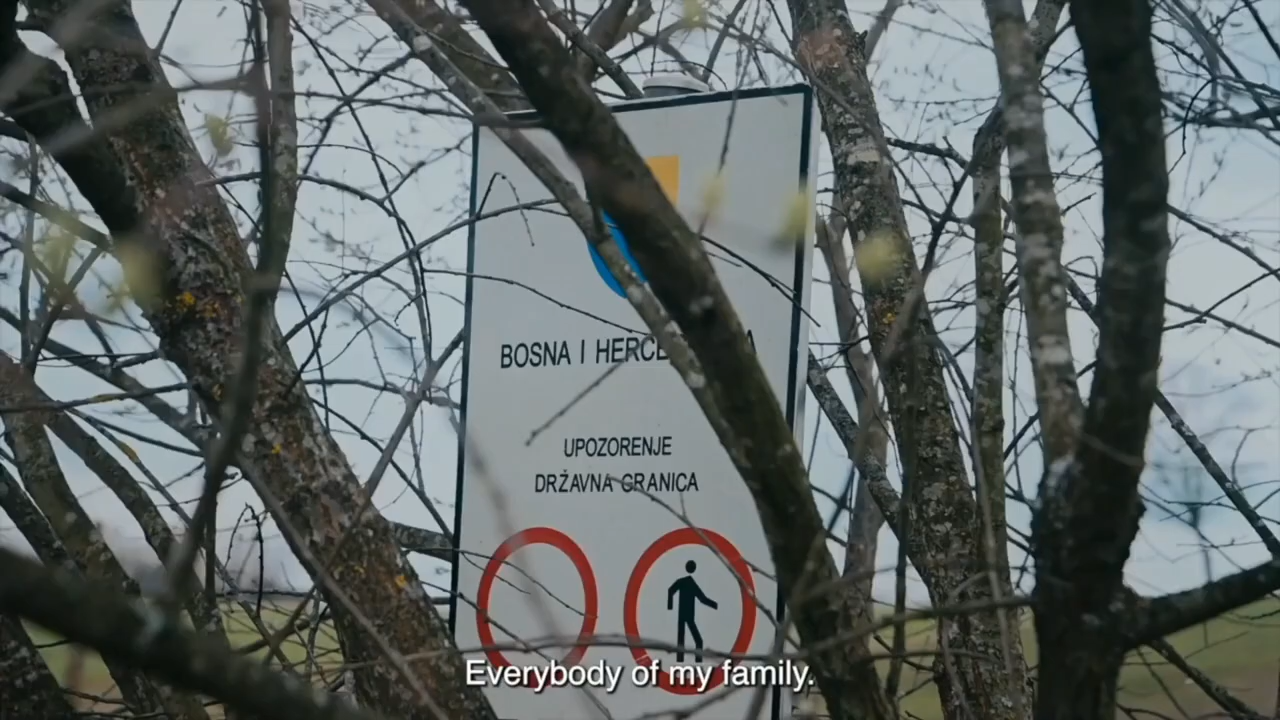 BOSNA I HERCE A
UPOZORENJE
DRŽAVNA GRANICA
Everybody of my family.